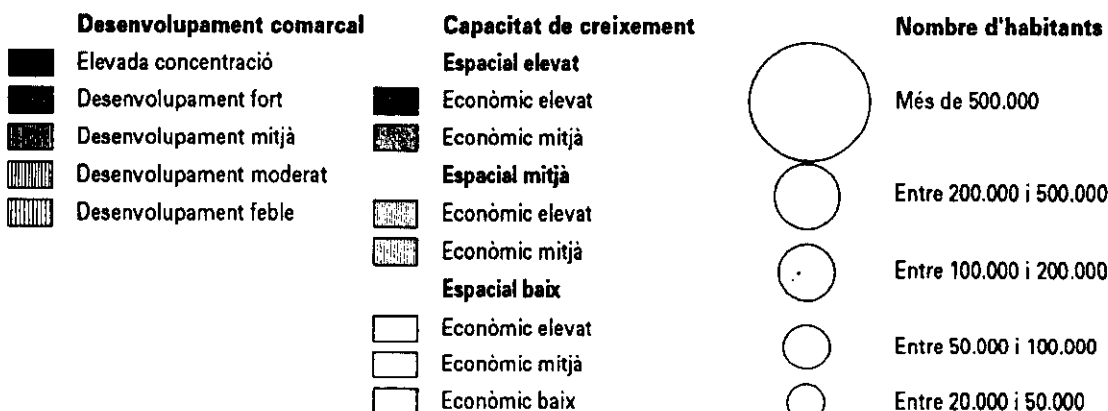 Desenvolupament comarcal
Elevada concentració
Desenvolupament fort
Desenvolupament mitjà
Desenvolupament moderat
Desenvolupament feble
Capacitat de creixement
Espacial elevat
Econòmic elevat
Econòmic mitjà
Espacial mitjà
Econòmic elevat
Econòmic mitjà
Espacial baix
Econòmic elevat
Econòmic mitjà
Econòmic baix
Nombre d'habitants
Més de 500.000
Entre 200.000 i 500.000
Entre 100.000 i 200.000
Entre 50.000 i 100.000
Entre 20.000 i 50.000